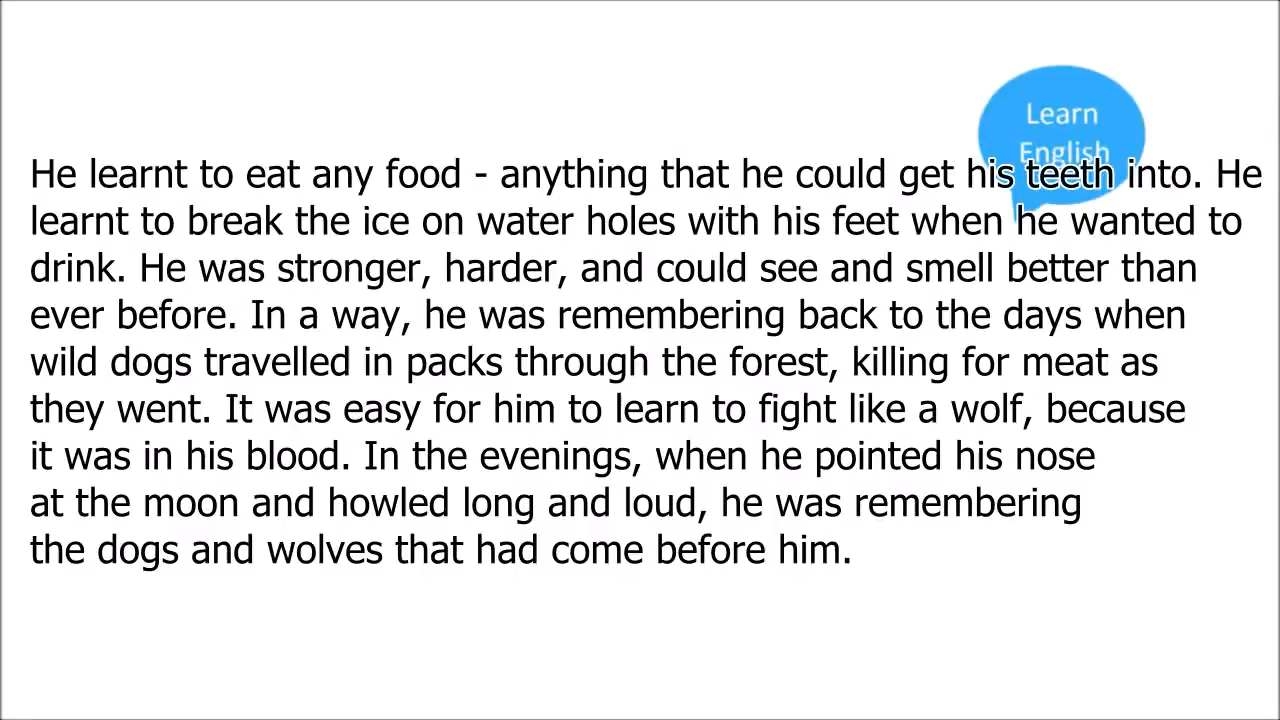 Learn
English
He learnt to eat any food - anything that he could get his teeth into. He
learnt to break the ice on water holes with his feet when he wanted to
drink. He was stronger, harder, and could see and smell better than
ever before. In a way, he was remembering back to the days when
wild dogs travelled in packs through the forest, killing for meat as
they went. It was easy for him to learn to fight like a wolf, because
it was in his blood. In the evenings, when he pointed his nose
at the moon and howled long and loud, he was remembering
the dogs and wolves that had come before him.